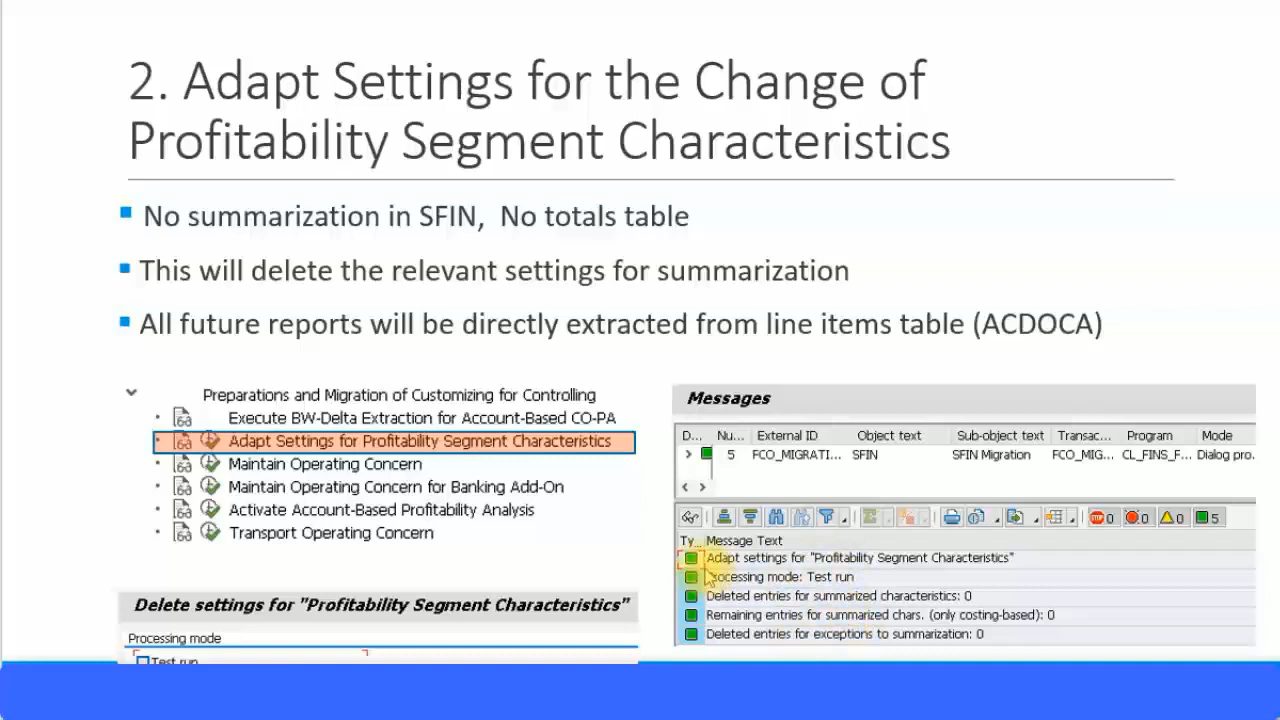 2. Adapt Settings for the Change of
Profitability Segment Characteristics
No summarization in SFIN, No totals table
This will delete the relevant settings for summarization
All future reports will be directly extracted from line items table (ACDOCA)
Preparations and Migration of Customizing for Controlling
Execute BW-Delta Extraction for Account-Based CO-PA
Adapt Settings for Profitability Segment Characteristics
Maintain Operating Concern
Maintain Operating Concern for Banking Add-On
Activate Account-Based Profitability Analysis
Transport Operating Concern
Delete settings for "Profitability Segment Characteristics"
Processing mode
Test run
Messages
D... Nu... External ID Object text Sub-object text Transac... Program Mode
5 FCO_MIGRATI... SFIN SFIN Migration FCO_MIG... CL_FINS_F... Dialog pro...
0 0 0 5
Ty... Message Text
Adapt settings for "Profitability Segment Characteristics"
rocessing mode: Test run
Deleted entries for summarized characteristics: 0
Remaining entries for summarized chars. (only costing-based): 0
Deleted entries for exceptions to summarization: 0